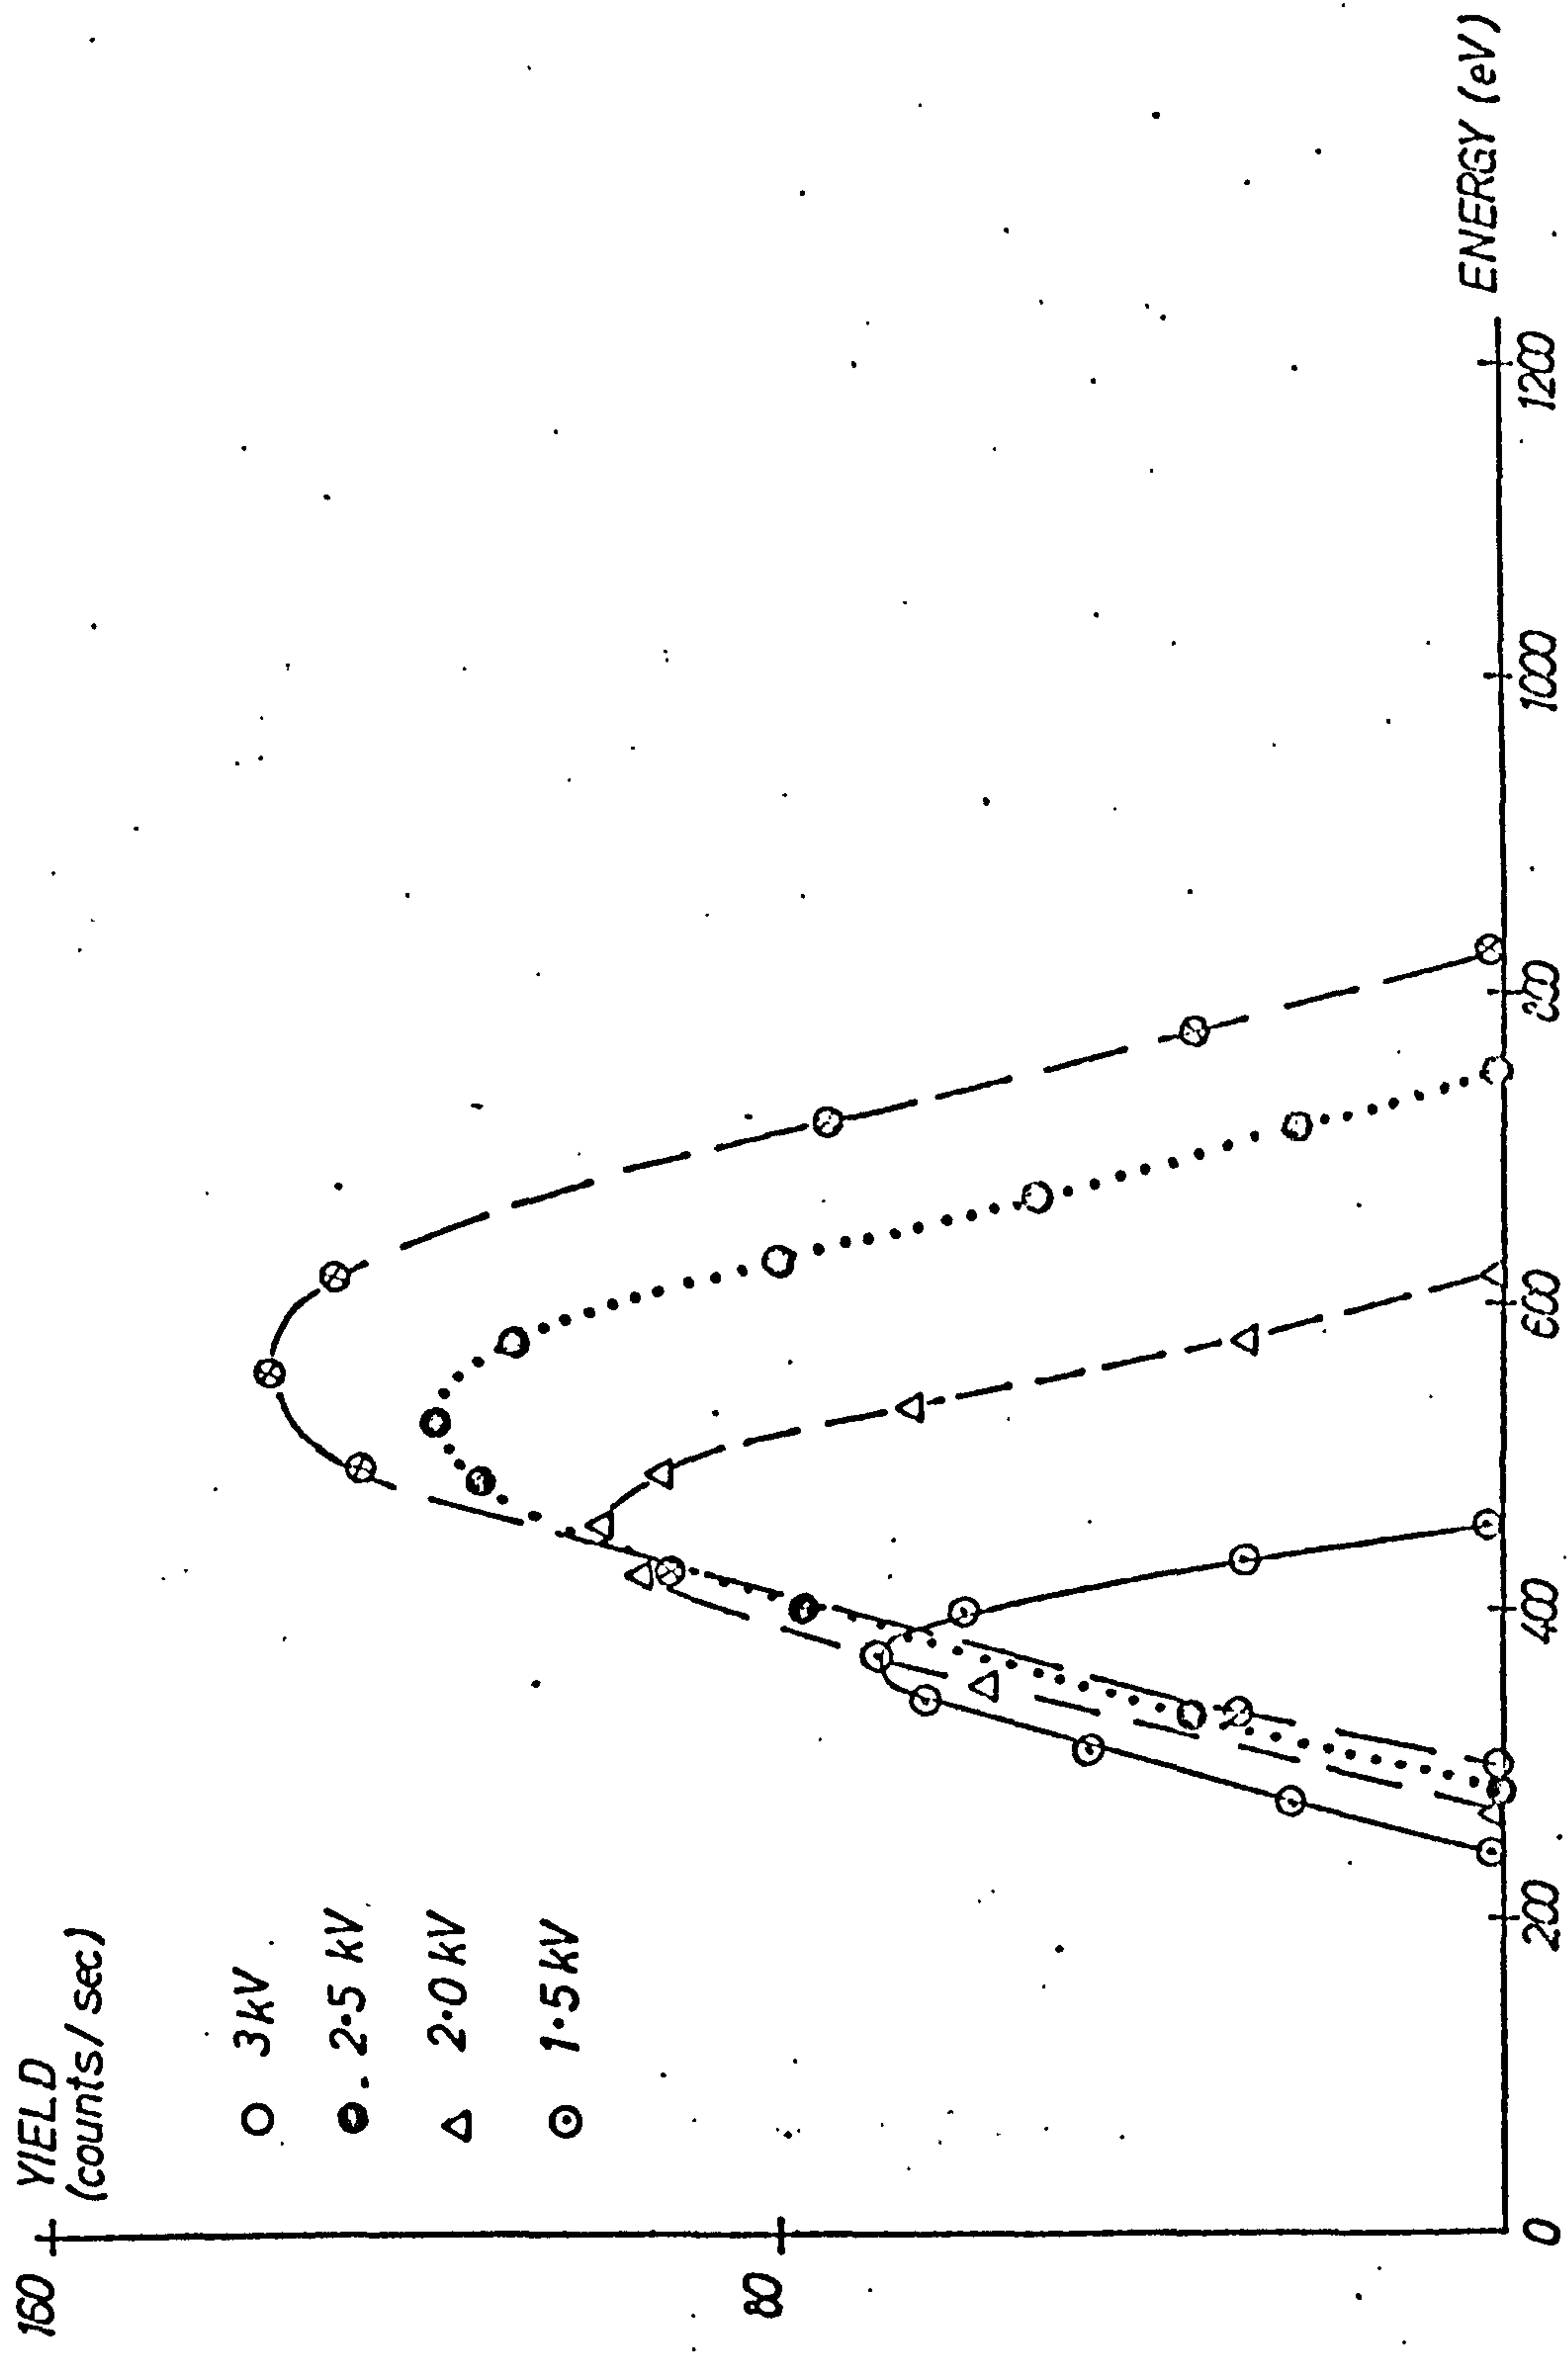 160
YIELD
(counts/sec)
○ 3kV
2·5 kV
△ 2·0 kV
⊙ 1·5 kV
80
0
200
400
600
800
1000
1200
ENERGY (eV)